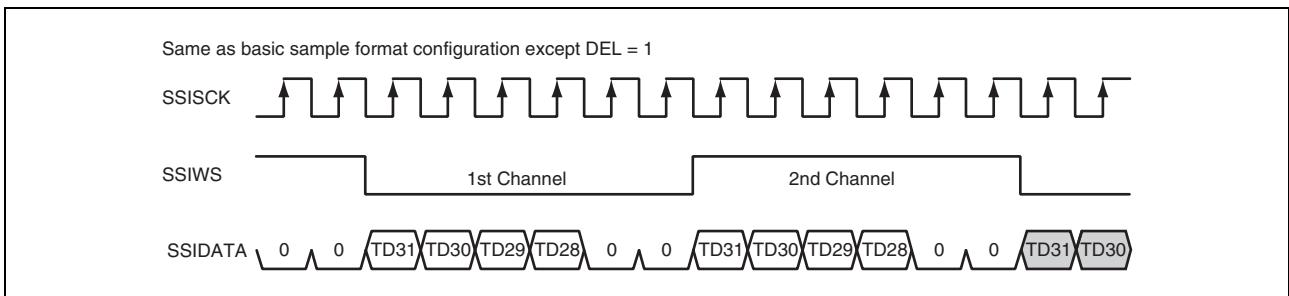 Same as basic sample format configuration except DEL = 1
SSISCK
SSIWS 1st Channel 2nd Channel
SSIDATA 0 0 TD31 TD30 TD29 TD28 0 0 TD31 TD30 TD29 TD28 0 0 TD31 TD30